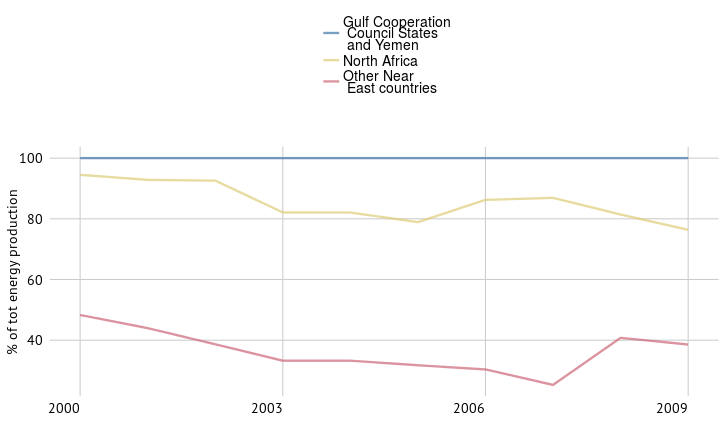 Gulf Cooperation
Council States
and Yemen
North Africa
Other Near
East countries
% of tot energy production
100
80
60
40
2000
2003
2006
2009